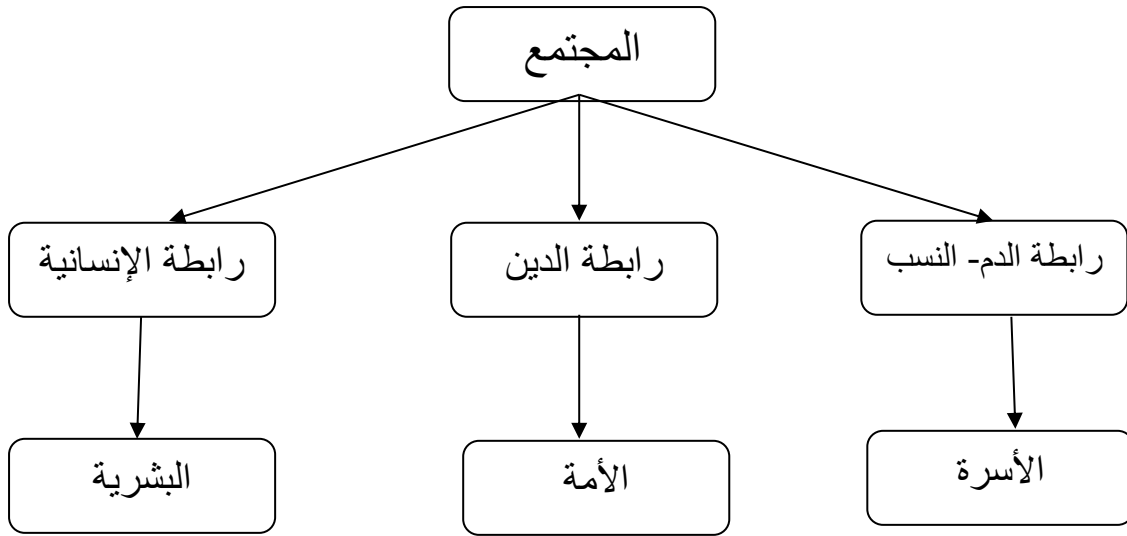 المجتمع
رابطة الدم- النسب
رابطة الدين
رابطة الإنسانية
الأسرة
الأمة
البشرية